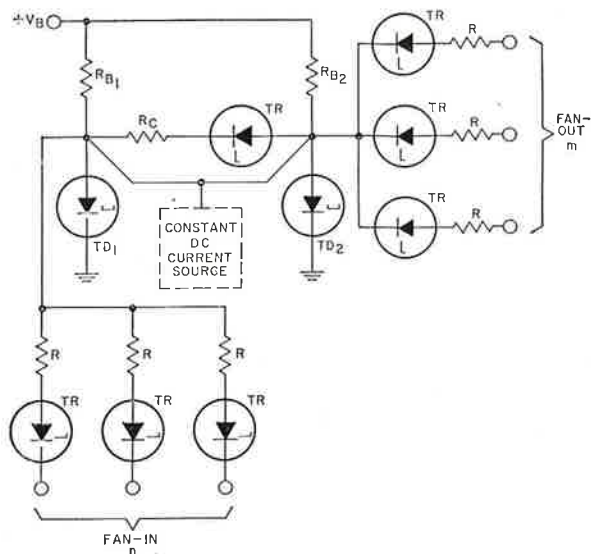 +VB
RB1
RB2
RC
TR
L
TR
R
L
TR
R
L
TR
R
L
FAN-
OUT
m
TD1
CONSTANT
DC
CURRENT
SOURCE
TD2
R
R
R
TR
L
TR
L
TR
L
FAN-IN
n